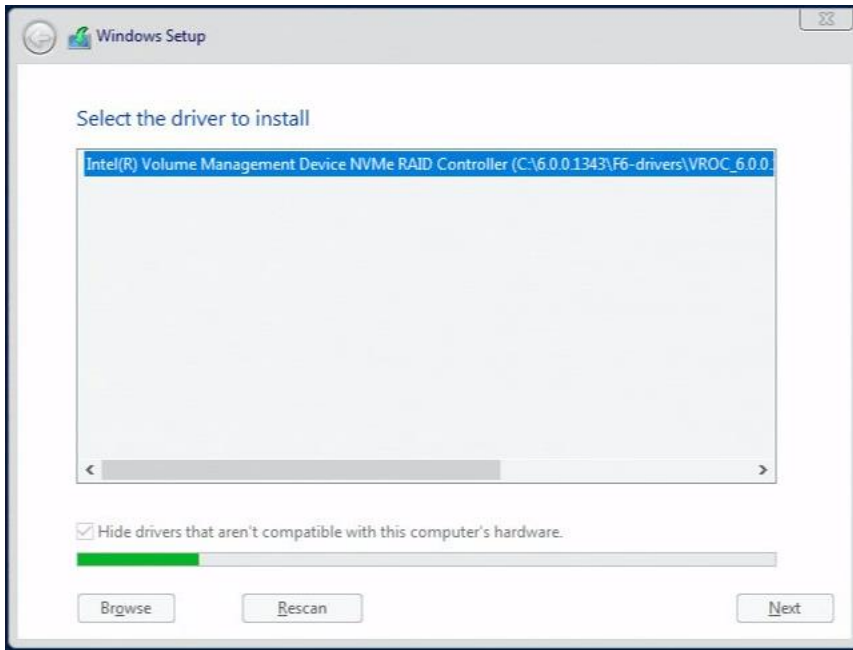 Windows Setup
Select the driver to install
Intel(R) Volume Management Device NVMe RAID Controller (C:\6.0.0.1343\F6-drivers\VROC_6.0.0.
Hide drivers that aren't compatible with this computer's hardware.
Browse Rescan Next